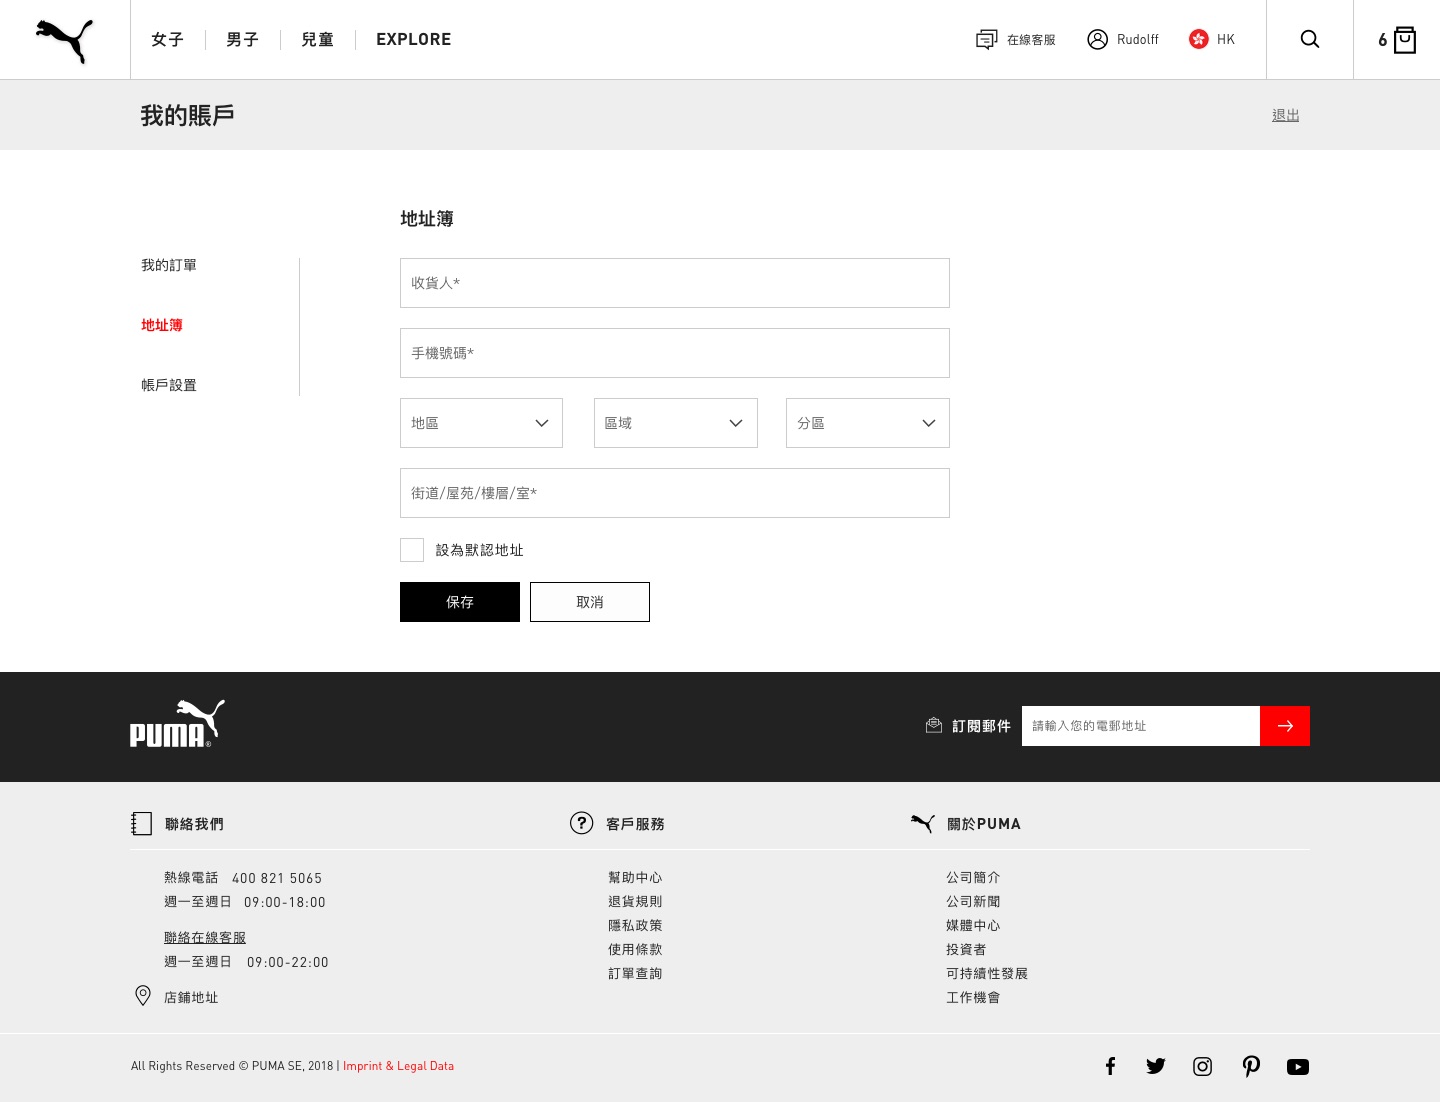 女子 男子 兒童 EXPLORE 在線客服 Rudolff HK 6
我的賬戶 退出
地址簿
我的訂單
地址簿
帳戶設置
收貨人*
手機號碼*
地區 區域 分區
街道/屋苑/樓層/室*
設為默認地址
保存 取消
PUMA® 訂閱郵件 請輸入您的電郵地址
聯絡我們
熱線電話 400 821 5065
週一至週日 09:00-18:00
聯絡在線客服
週一至週日 09:00-22:00
店鋪地址
客戶服務
幫助中心
退貨規則
隱私政策
使用條款
訂單查詢
關於PUMA
公司簡介
公司新聞
媒體中心
投資者
可持續性發展
工作機會
All Rights Reserved © PUMA SE, 2018 | Imprint & Legal Data